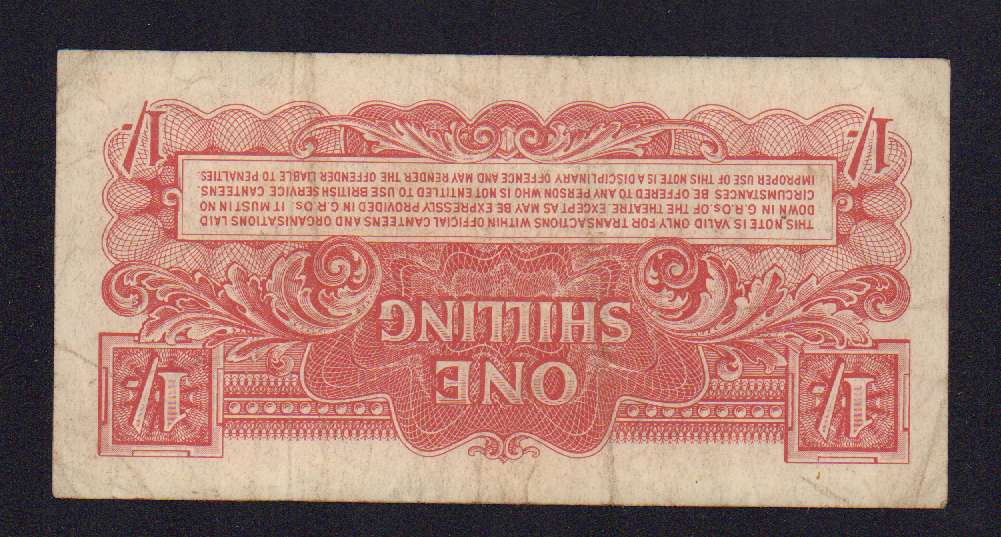 1/- 1/-
ONE
SHILLING
THIS NOTE IS VALID ONLY FOR TRANSACTIONS WITHIN OFFICIAL CANTEENS AND ORGANISATIONS LAID
DOWN IN G.R.Ds. OF THE THEATRE. EXCEPT AS MAY BE EXPRESSLY PROVIDED IN G.R.Ds. IT MUST IN NO
CIRCUMSTANCES BE OFFERED TO ANY PERSON WHO IS NOT ENTITLED TO USE BRITISH SERVICE CANTEENS.
IMPROPER USE OF THIS NOTE IS A DISCIPLINARY OFFENCE AND MAY RENDER THE OFFENDER LIABLE TO PENALTIES.
1/- 1/-